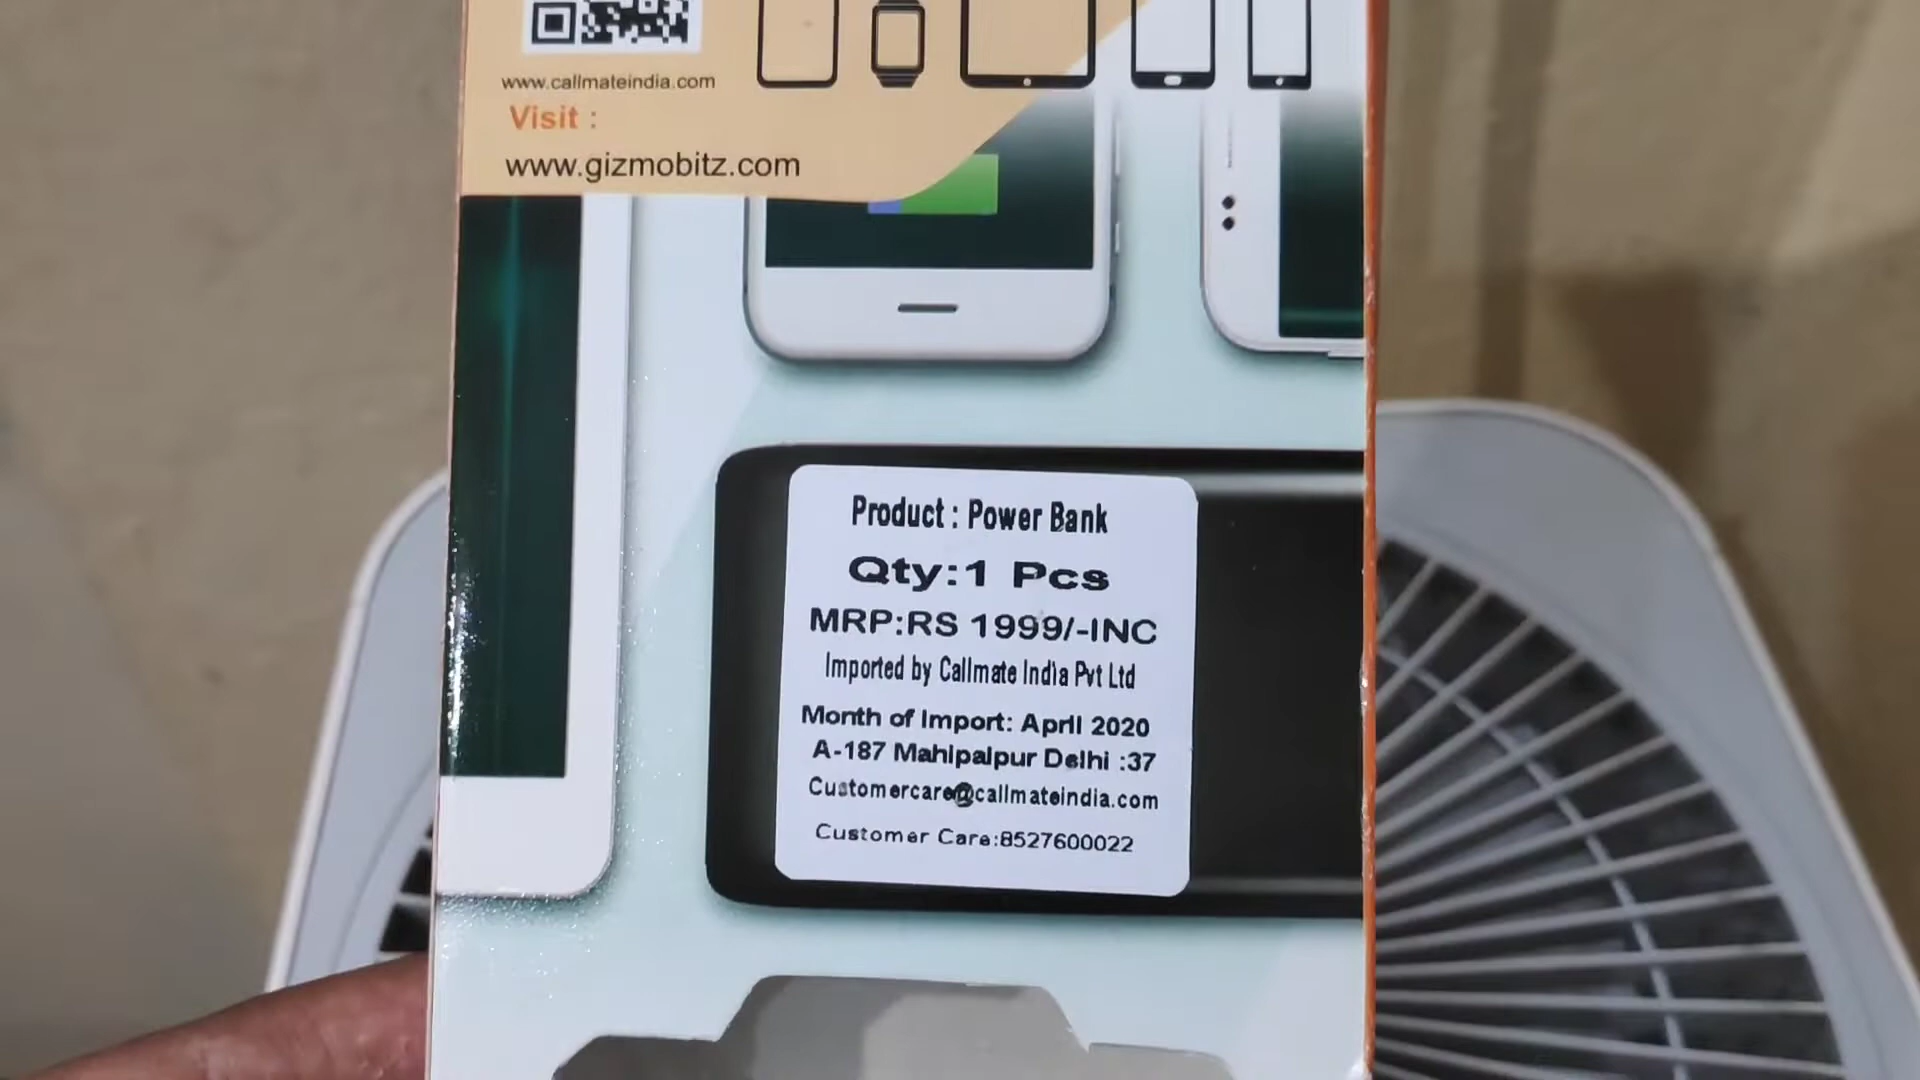 www.callmateindia.com
Visit :
www.gizmobitz.com
Product : Power Bank
Qty:1 Pcs
MRP:RS 1999/-INC
Imported by Callmate India Pvt Ltd
Month of Import: April 2020
A-187 Mahipalpur Delhi :37
Customercare@callmateindia.com
Customer Care:8527600022